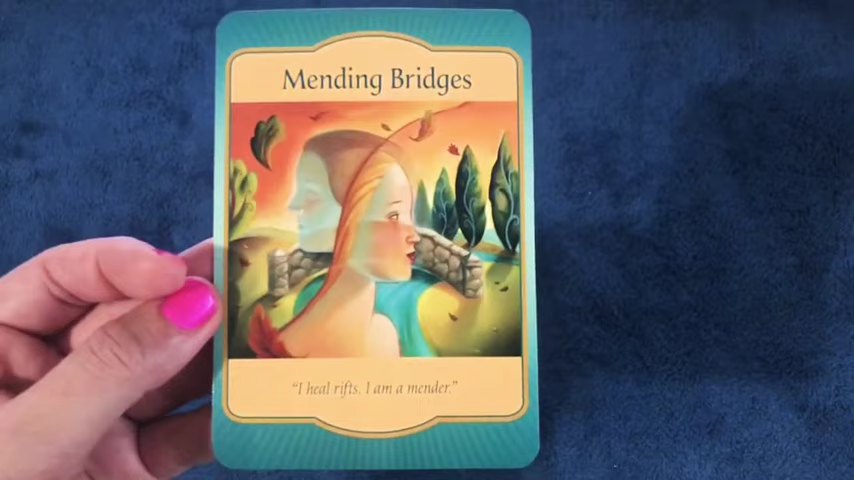 Mending Bridges
“I heal rifts. I am a mender.”